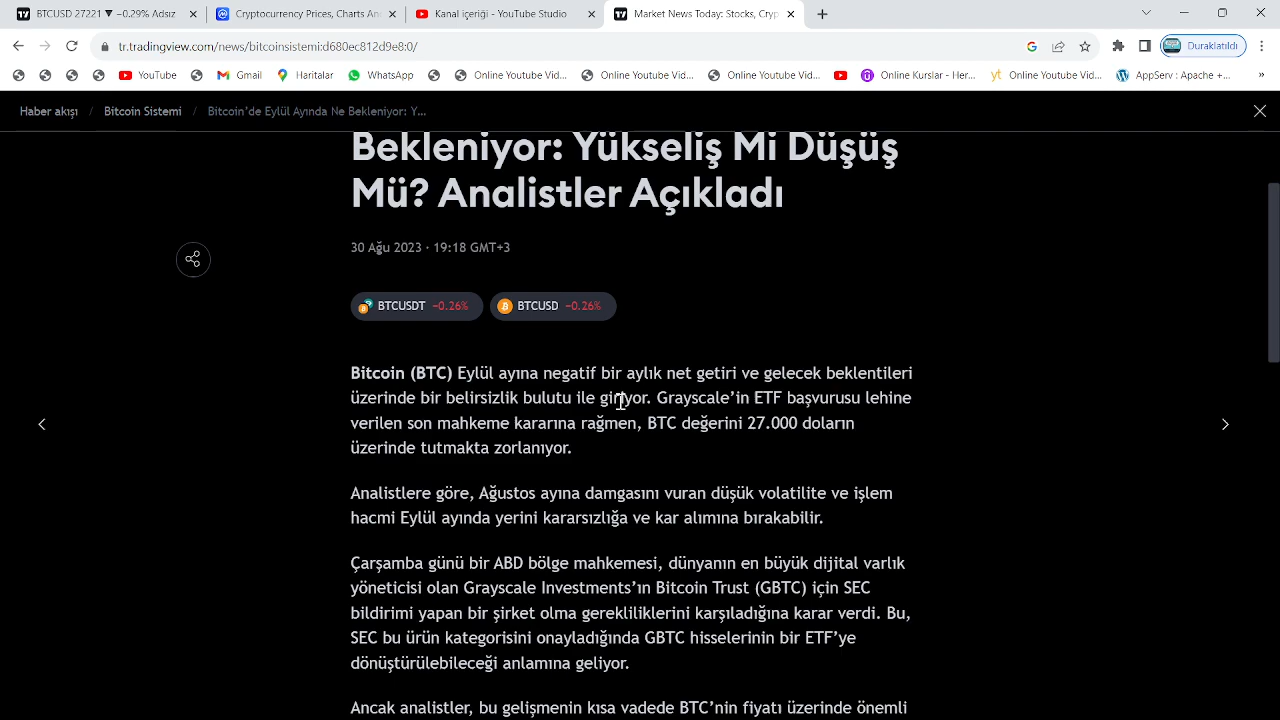 BTCUSD 27221 ▼ −0.29% Adsız
Cryptocurrency Prices, Charts An
Kanal içeriği - YouTube Studio
Market News Today: Stocks, Cryp
tr.tradingview.com/news/bitcoinsistemi:d680ec812d9e8:0/
Duraklatıldı
YouTube
Gmail
Haritalar
WhatsApp
Online Youtube Vid...
Online Youtube Vid...
Online Youtube Vid...
Online Kurslar - Her...
Online Youtube Vid...
AppServ : Apache +...
Haber akışı / Bitcoin Sistemi / Bitcoin’de Eylül Ayında Ne Bekleniyor: Y...
Bekleniyor: Yükseliş Mi Düşüş
Mü? Analistler Açıkladı
30 Ağu 2023 · 19:18 GMT+3
BTCUSDT −0.26%
BTCUSD −0.26%
Bitcoin (BTC) Eylül ayına negatif bir aylık net getiri ve gelecek beklentileri
üzerinde bir belirsizlik bulutu ile giriyor. Grayscale’in ETF başvurusu lehine
verilen son mahkeme kararına rağmen, BTC değerini 27.000 doların
üzerinde tutmakta zorlanıyor.
Analistlere göre, Ağustos ayına damgasını vuran düşük volatilite ve işlem
hacmi Eylül ayında yerini kararsızlığa ve kar alımına bırakabilir.
Çarşamba günü bir ABD bölge mahkemesi, dünyanın en büyük dijital varlık
yöneticisi olan Grayscale Investments’ın Bitcoin Trust (GBTC) için SEC
bildirimi yapan bir şirket olma gerekliliklerini karşıladığına karar verdi. Bu,
SEC bu ürün kategorisini onayladığında GBTC hisselerinin bir ETF’ye
dönüştürülebileceği anlamına geliyor.
Ancak analistler, bu gelişmenin kısa vadede BTC’nin fiyatı üzerinde önemli